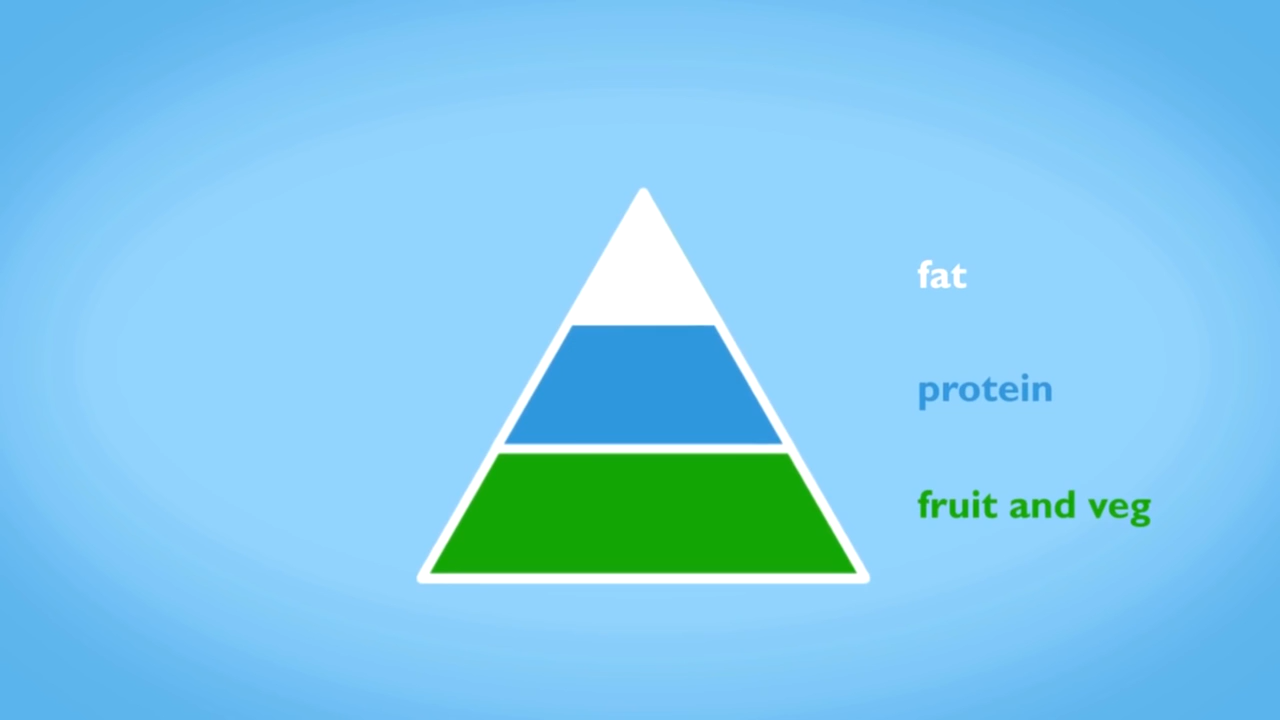 fat
protein
fruit and veg